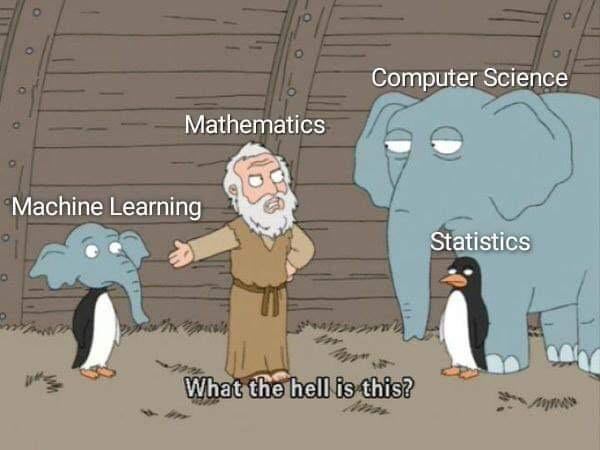 Computer Science
Mathematics
Machine Learning
Statistics
What the hell is this?